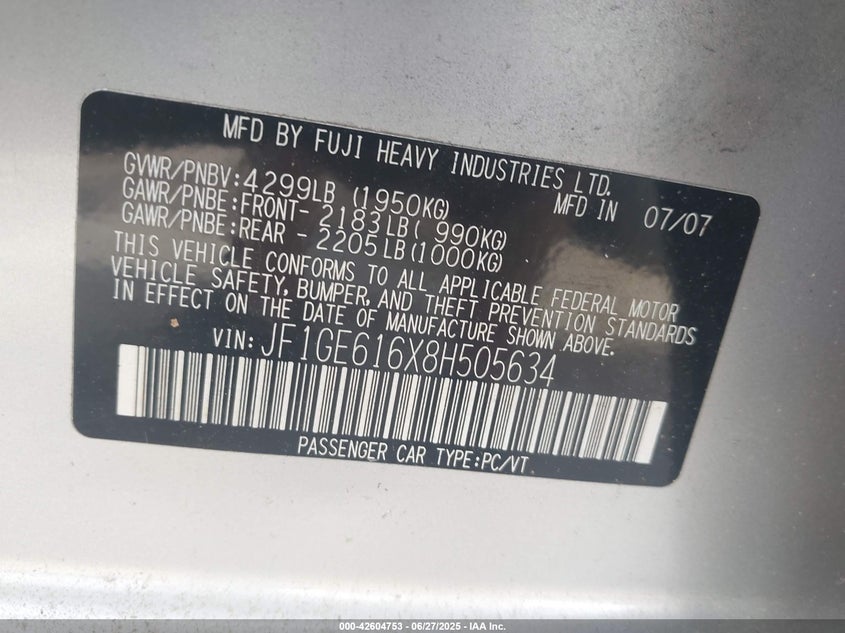 MFD BY FUJI HEAVY INDUSTRIES LTD.
GVWR/PNBV:4299LB (1950KG) MFD IN 07/07
GAWR/PNBE:FRONT- 2183LB( 990KG)
GAWR/PNBE:REAR - 2205LB(1000KG)
THIS VEHICLE CONFORMS TO ALL APPLICABLE FEDERAL MOTOR
VEHICLE SAFETY, BUMPER, AND THEFT PREVENTION STANDARDS
IN EFFECT ON THE DATE OF MANUFACTURE SHOWN ABOVE.
VIN: JF1GE616X8H505634
PASSENGER CAR TYPE:PC/VT
000-42604753 - 06/27/2025 - IAA Inc.